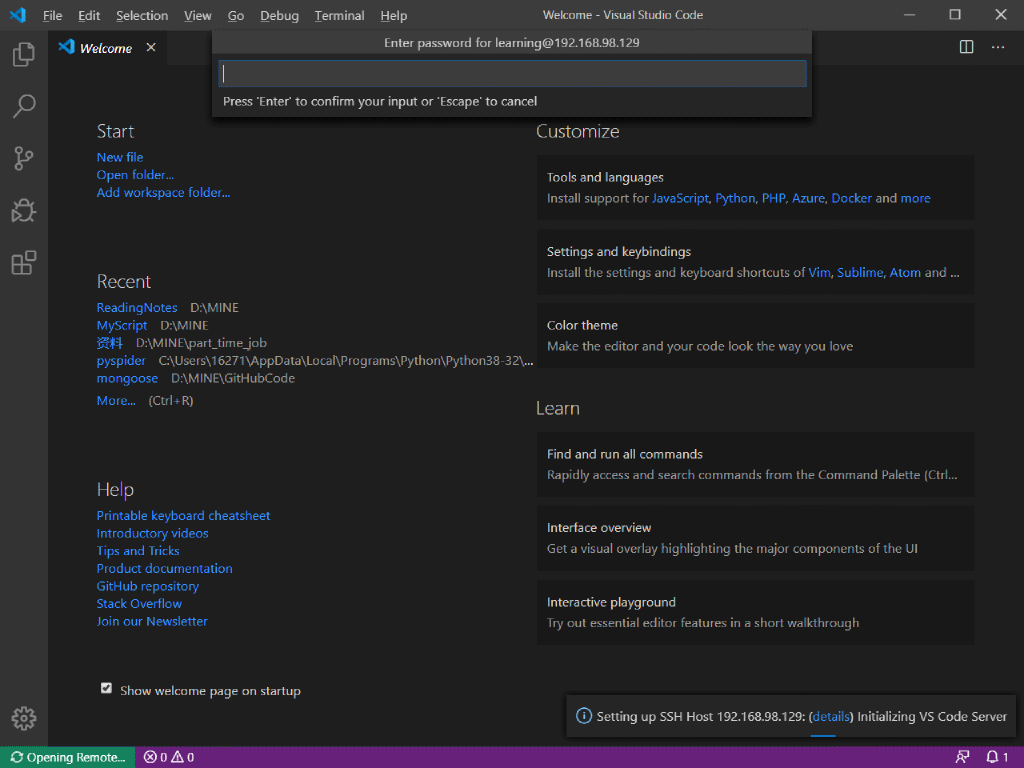 File Edit Selection View Go Debug Terminal Help Welcome - Visual Studio Code
Welcome
Enter password for learning@192.168.98.129
Press 'Enter' to confirm your input or 'Escape' to cancel
Start
New file
Open folder...
Add workspace folder...
Recent
ReadingNotes D:\MINE
MyScript D:\MINE
资料 D:\MINE\part_time_job
pyspider C:\Users\16271\AppData\Local\Programs\Python\Python38-32\...
mongoose D:\MINE\GitHubCode
More... (Ctrl+R)
Help
Printable keyboard cheatsheet
Introductory videos
Tips and Tricks
Product documentation
GitHub repository
Stack Overflow
Join our Newsletter
Show welcome page on startup
Customize
Tools and languages
Install support for JavaScript, Python, PHP, Azure, Docker and more
Settings and keybindings
Install the settings and keyboard shortcuts of Vim, Sublime, Atom and ...
Color theme
Make the editor and your code look the way you love
Learn
Find and run all commands
Rapidly access and search commands from the Command Palette (Ctrl...
Interface overview
Get a visual overlay highlighting the major components of the UI
Interactive playground
Try out essential editor features in a short walkthrough
Setting up SSH Host 192.168.98.129: (details) Initializing VS Code Server
Opening Remote... 0 0 1